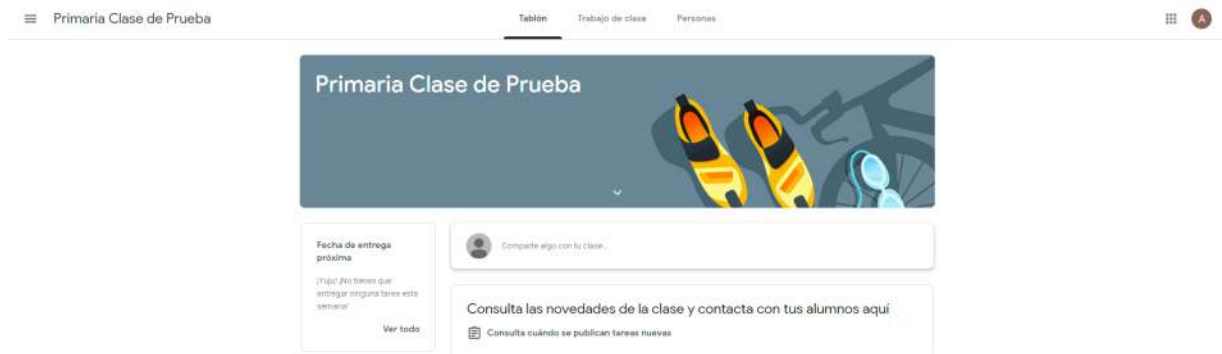 Primaria Clase de Prueba
Tablón
Trabajo de clase
Personas
A
Primaria Clase de Prueba
Fecha de entrega
próxima
¡Yuju! ¡No tienes que
entregar ninguna tarea esta
semana!
Ver todo
Comparte algo con tu clase...
Consulta las novedades de la clase y contacta con tus alumnos aquí
Consulta cuándo se publican tareas nuevas